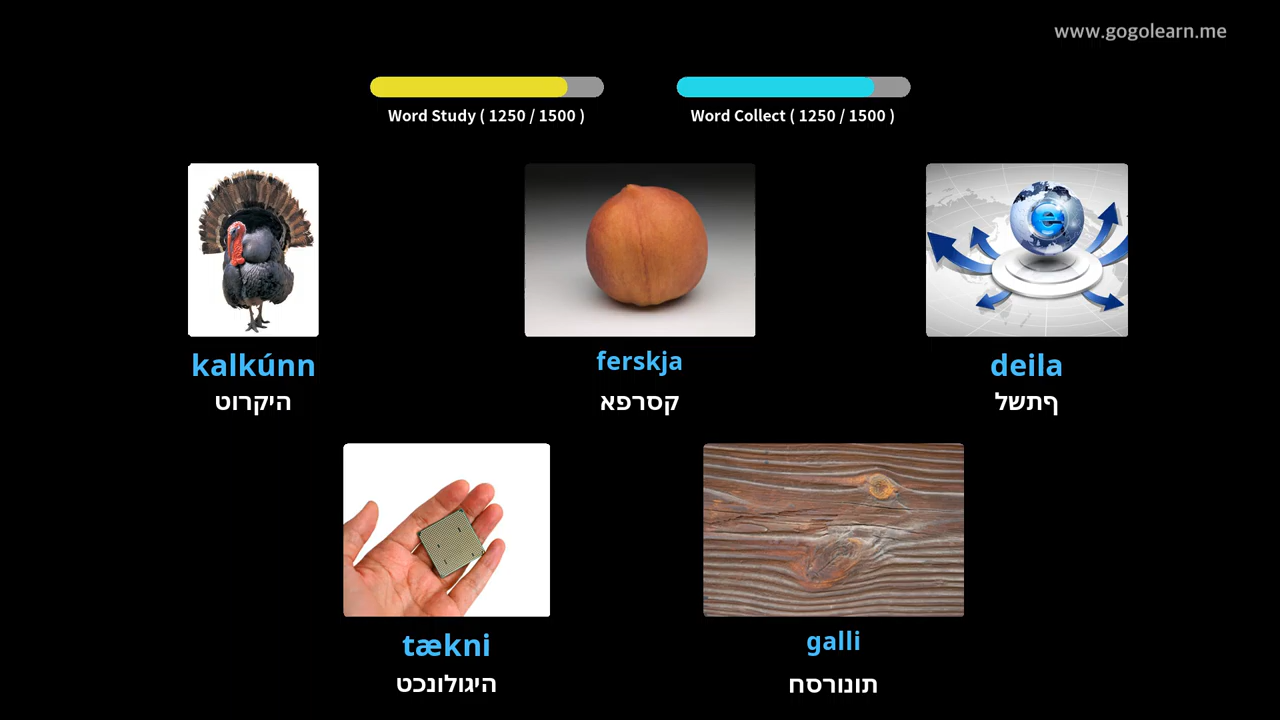 www.gogolearn.me
Word Study ( 1250 / 1500 )
Word Collect ( 1250 / 1500 )
kalkúnn
היקרוט
ferskja
קסרפא
deila
ףתשל
tækni
היגולונכט
galli
תונורסח